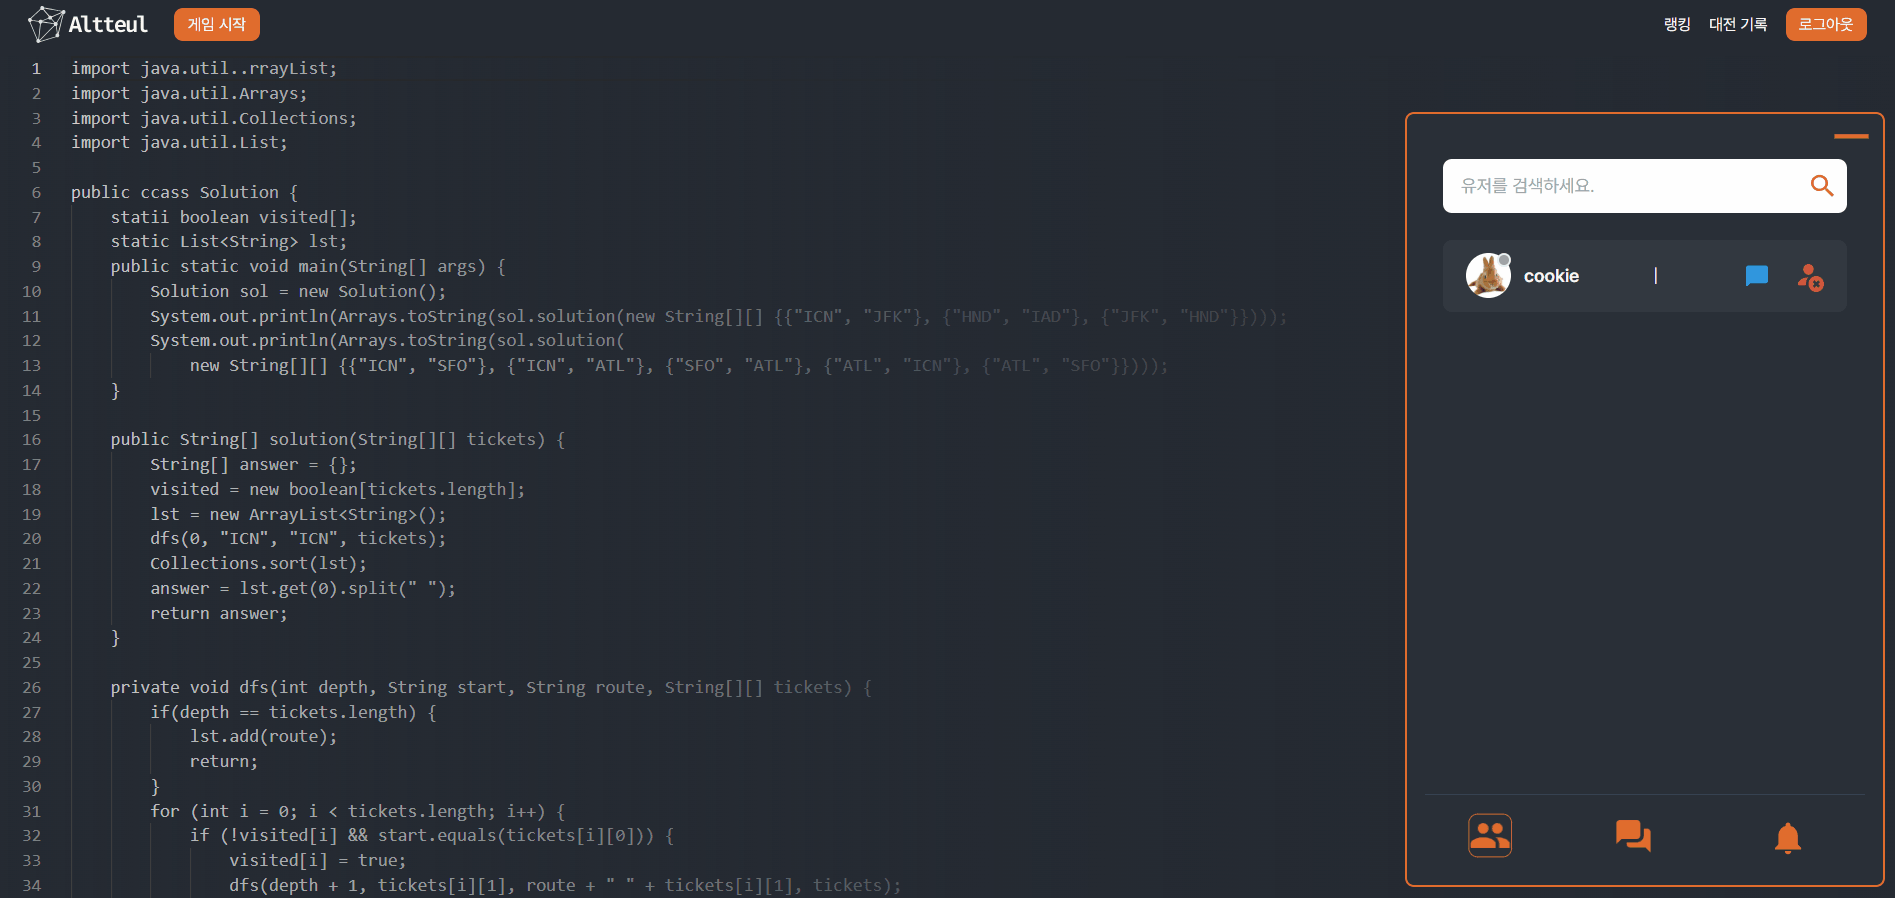 Altteul 게임 시작 랭킹 대전 기록 로그아웃
1 import java.util..rrayList;
2 import java.util.Arrays;
3 import java.util.Collections;
4 import java.util.List;
5
6 public ccass Solution {
7 statii boolean visited[];
8 static List<String> lst;
9 public static void main(String[] args) {
10 Solution sol = new Solution();
11 System.out.println(Arrays.toString(sol.solution(new String[][] {{"ICN", "JFK"}, {"HND”, "IAD"}, {"JFK", "HND"}})));
12 System.out.println(Arrays.toString(sol.solution(
13 new String[][] {{"ICN", "SFO"}, {"ICN", "ATL"}, {"SFO", "ATL"}, {"ATL", "ICN"}, {"ATL", "SFO"}})));
14 }
15
16 public String[] solution(String[][] tickets) {
17 String[] answer = {};
18 visited = new boolean[tickets.length];
19 lst = new ArrayList<String>();
20 dfs(0, "ICN", "ICN", tickets);
21 Collections.sort(lst);
22 answer = lst.get(0).split(" ");
23 return answer;
24 }
25
26 private void dfs(int depth, String start, String route, String[][] tickets) {
27 if(depth == tickets.length) {
28 lst.add(route);
29 return;
30 }
31 for (int i = 0; i < tickets.length; i++) {
32 if (!visited[i] && start.equals(tickets[i][0])) {
33 visited[i] = true;
34 dfs(depth + 1, tickets[i][1], route + " " + tickets[i][1], tickets);
유저를 검색하세요.
cookie |